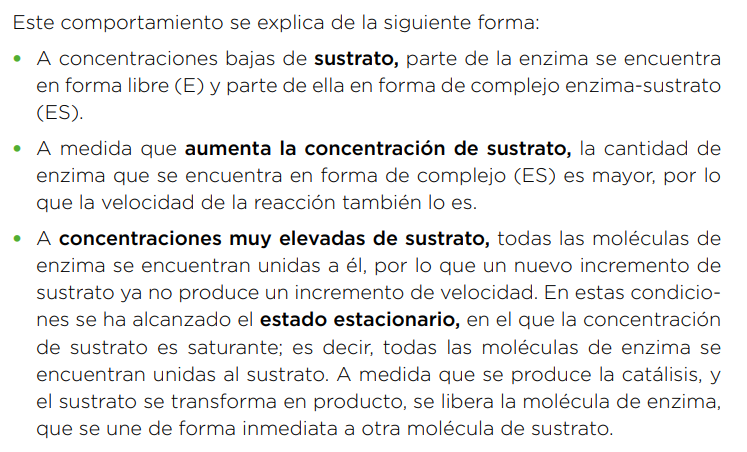 Este comportamiento se explica de la siguiente forma:
• A concentraciones bajas de sustrato, parte de la enzima se encuentra
en forma libre (E) y parte de ella en forma de complejo enzima-sustrato
(ES).
• A medida que aumenta la concentración de sustrato, la cantidad de
enzima que se encuentra en forma de complejo (ES) es mayor, por lo
que la velocidad de la reacción también lo es.
• A concentraciones muy elevadas de sustrato, todas las moléculas de
enzima se encuentran unidas a él, por lo que un nuevo incremento de
sustrato ya no produce un incremento de velocidad. En estas condicio-
nes se ha alcanzado el estado estacionario, en el que la concentración
de sustrato es saturante; es decir, todas las moléculas de enzima se
encuentran unidas al sustrato. A medida que se produce la catálisis, y
el sustrato se transforma en producto, se libera la molécula de enzima,
que se une de forma inmediata a otra molécula de sustrato.